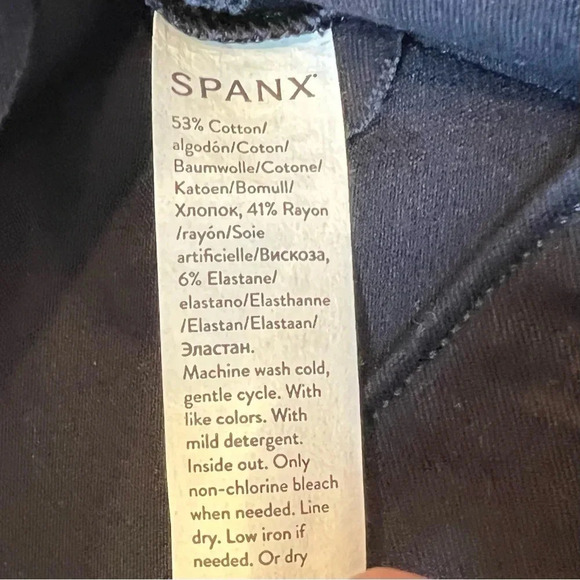 SPANX
53% Cotton/
algodón/Coton/
Baumwolle/Cotone/
Katoen/Bomull/
Хлопок, 41% Rayon
/rayón/Soie
artificielle/Вискоза,
6% Elastane/
elastano/Elasthanne
/Elastan/Elastaan/
Эластан.
Machine wash cold,
gentle cycle. With
like colors. With
mild detergent.
Inside out. Only
non-chlorine bleach
when needed. Line
dry. Low iron if
needed. Or dry